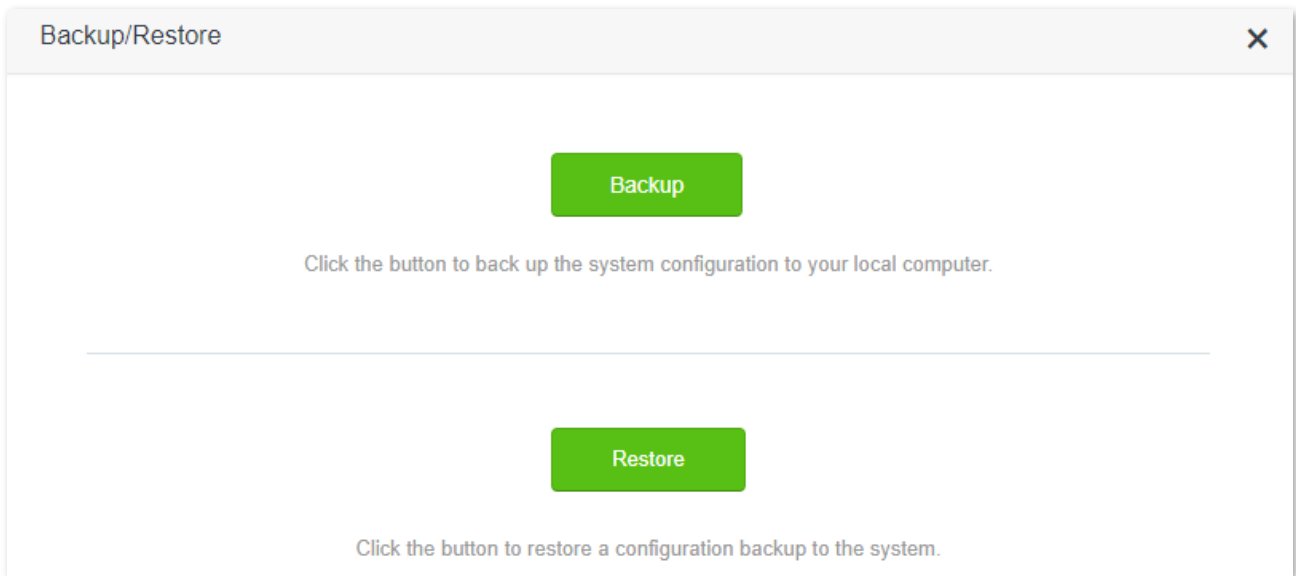 Backup/Restore
Backup
Click the button to back up the system configuration to your local computer.
Restore
Click the button to restore a configuration backup to the system.